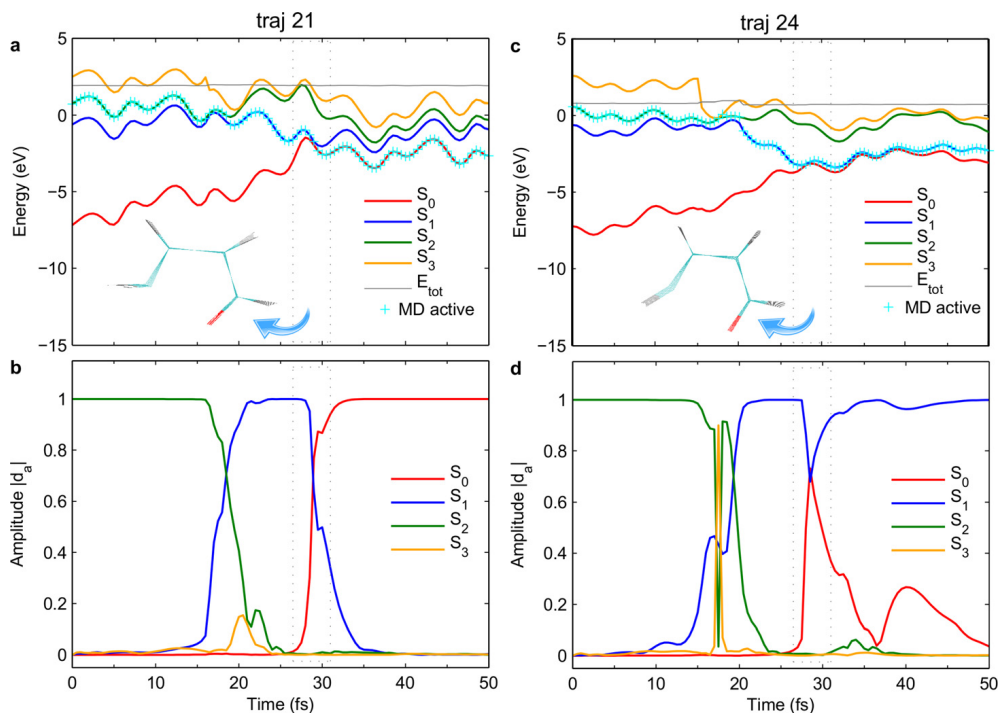 traj 21
traj 24
a
5
0
−5
−10
−15
Energy (eV)
S0
S1
S2
S3
Etot
MD active
c
5
0
−5
−10
−15
Energy (eV)
S0
S1
S2
S3
Etot
MD active
b
1
0.8
0.6
0.4
0.2
0
Amplitude |da|
S0
S1
S2
S3
0 10 20 30 40 50
Time (fs)
d
1
0.8
0.6
0.4
0.2
0
Amplitude |da|
S0
S1
S2
S3
0 10 20 30 40 50
Time (fs)